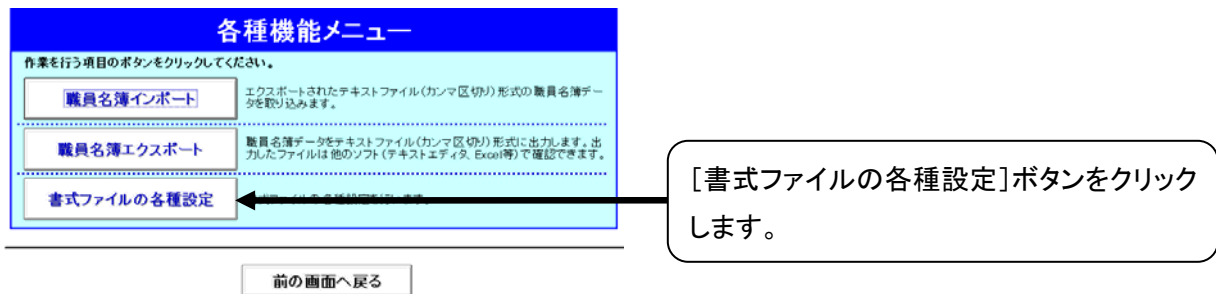 各種機能メニュー
作業を行う項目のボタンをクリックしてください。
職員名簿インポート
エクスポートされたテキストファイル(カンマ区切り)形式の職員名簿デー
タを取り込みます。
職員名簿エクスポート
職員名簿データをテキストファイル(カンマ区切り)形式に出力します。出
力したファイルは他のソフト(テキストエディタ、Excel等)で確認できます。
書式ファイルの各種設定
[書式ファイルの各種設定]ボタンをクリック
します。
前の画面へ戻る